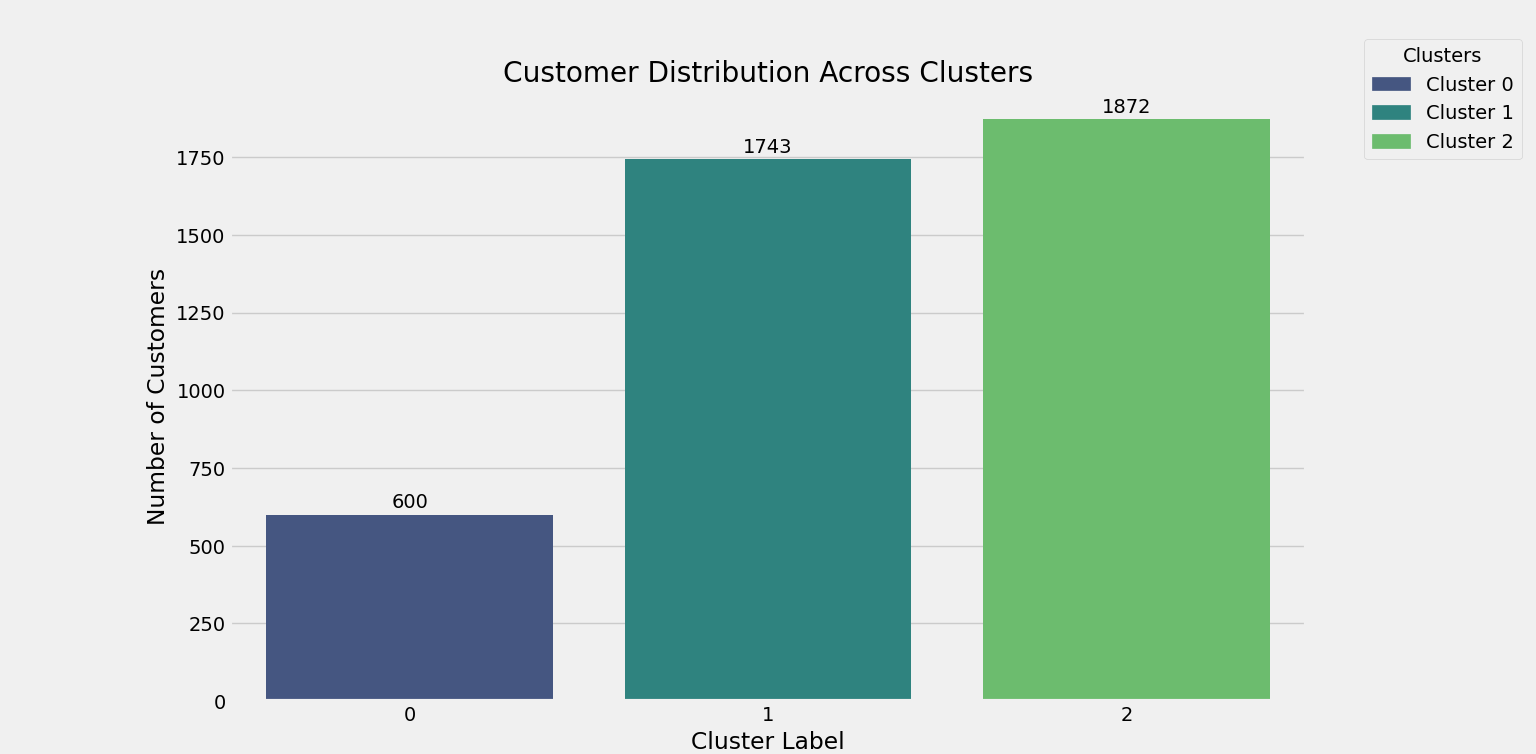 Customer Distribution Across Clusters
Clusters
Cluster 0
Cluster 1
Cluster 2
Number of Customers
1750
1500
1250
1000
750
500
250
0
600
1743
1872
0
1
2
Cluster Label